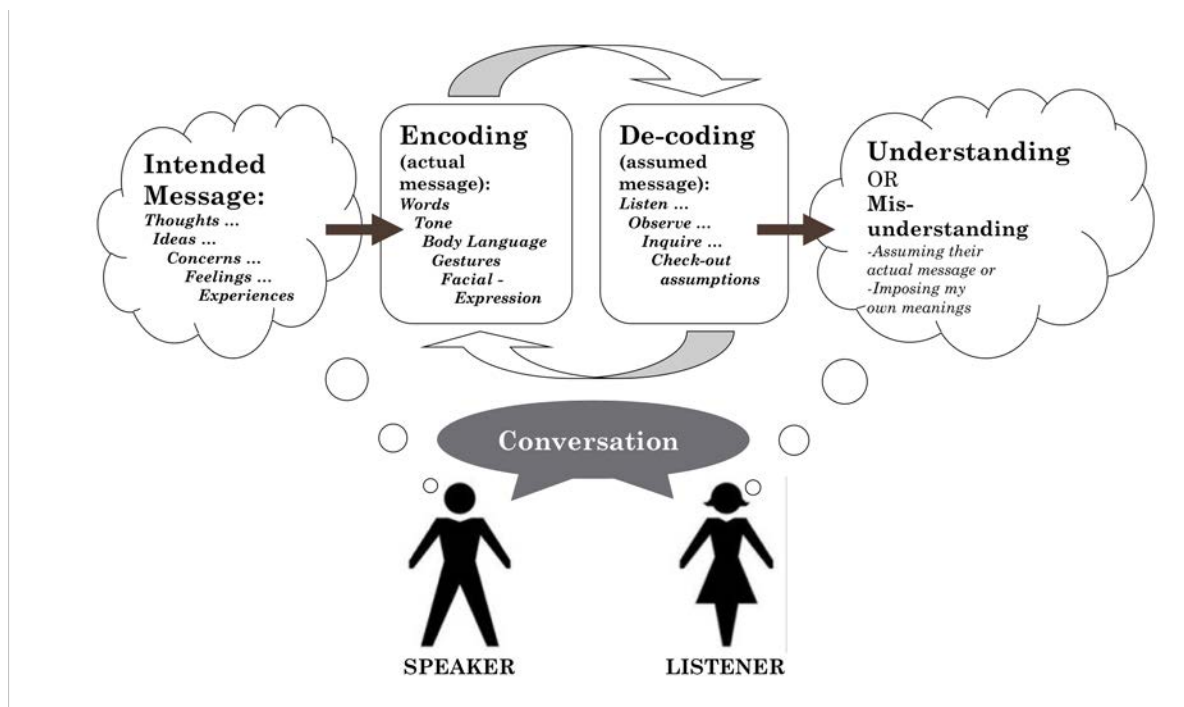 Intended
Message:
Thoughts ...
Ideas ...
Concerns ...
Feelings ...
Experiences
Encoding
(actual
message):
Words
Tone
Body Language
Gestures
Facial -
Expression
De-coding
(assumed
message):
Listen ...
Observe ...
Inquire ...
Check-out
assumptions
Understanding
OR
Mis-
understanding
-Assuming their
actual message or
-Imposing my
own meanings
Conversation
SPEAKER
LISTENER